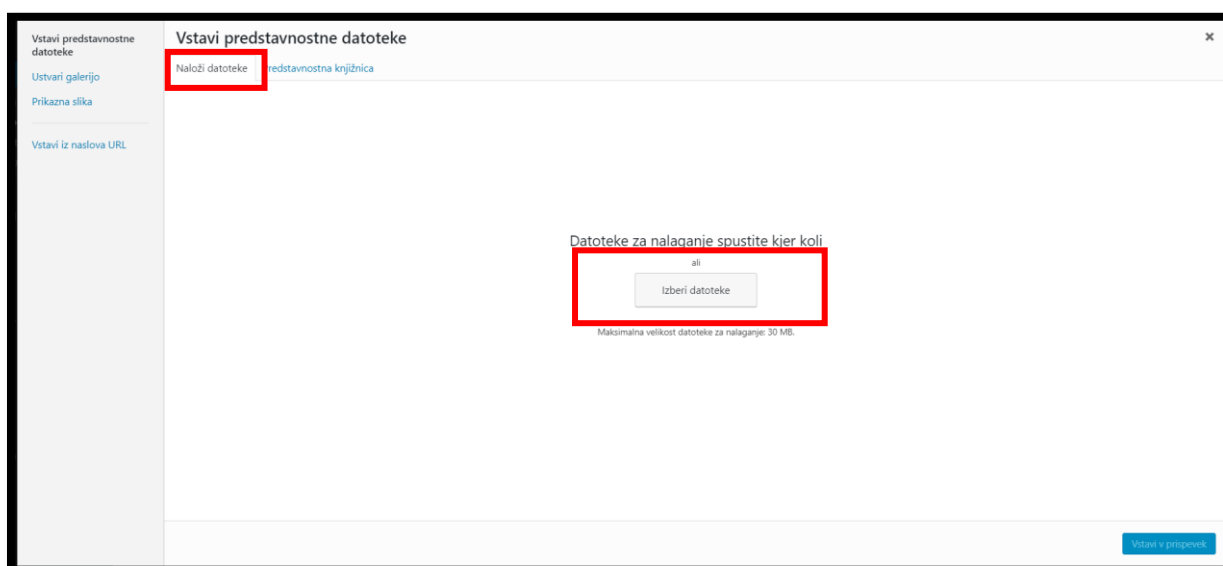 Vstavi predstavnostne
datoteke
Ustvari galerijo
Prikazna slika
Vstavi iz naslova URL
Vstavi predstavnostne datoteke
Naloži datoteke
redstavnostna knjižnica
Datoteke za nalaganje spustite kjer koli
ali
Izberi datoteke
Maksimalna velikost datoteke za nalaganje: 30 MB.
Vstavi v prispevek